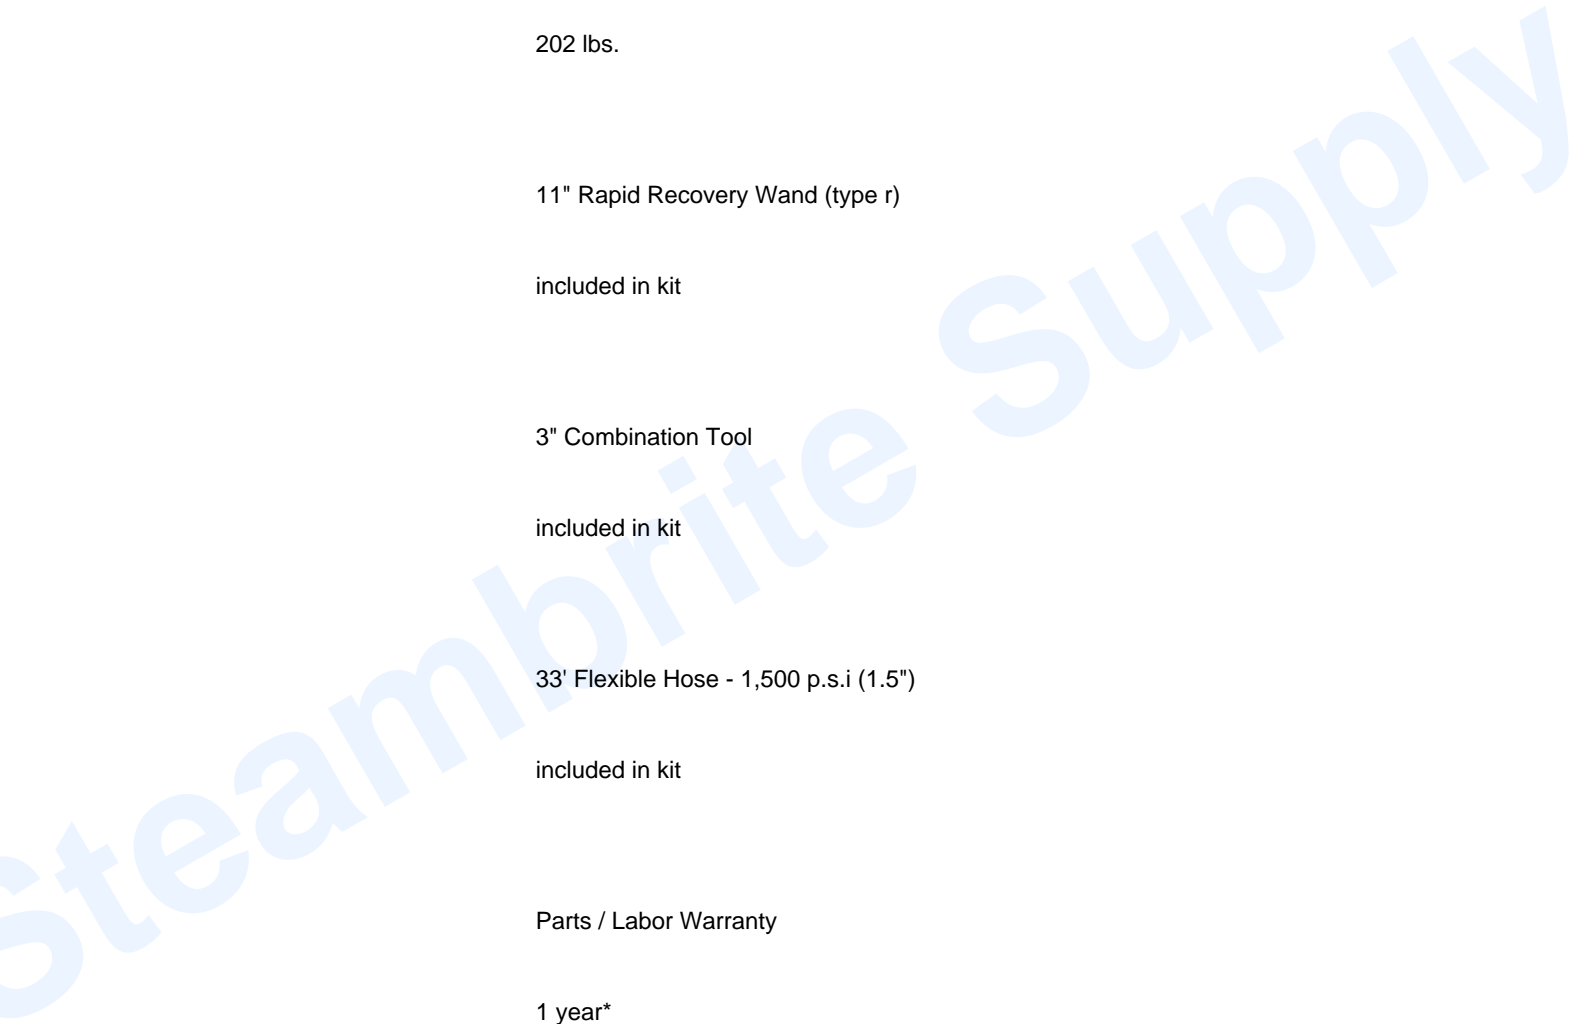 202 lbs.
11" Rapid Recovery Wand (type r)
included in kit
3" Combination Tool
included in kit
33' Flexible Hose - 1,500 p.s.i (1.5")
included in kit
Parts / Labor Warranty
1 year*
Steambrite Supply